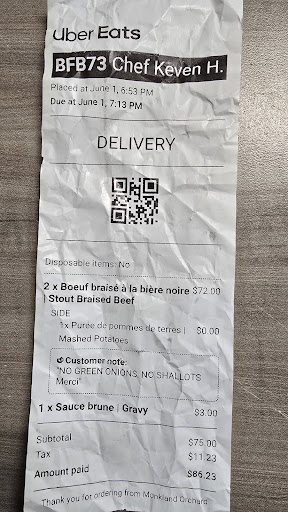 Uber Eats
BFB73 Chef Keven H.
Placed at June 1, 6:53 PM
Due at June 1, 7:13 PM
DELIVERY
Disposable items: No
2 x Boeuf braisé à la bière noire $72.00
| Stout Braised Beef
SIDE
1x Purée de pommes de terres | $0.00
Mashed Potatoes
Customer note:
"NO GREEN ONIONS, NO SHALLOTS
Merci"
1 x Sauce brune | Gravy $3.00
Subtotal $75.00
Tax $11.23
Amount paid $86.23
Thank you for ordering from Monkland Orchard